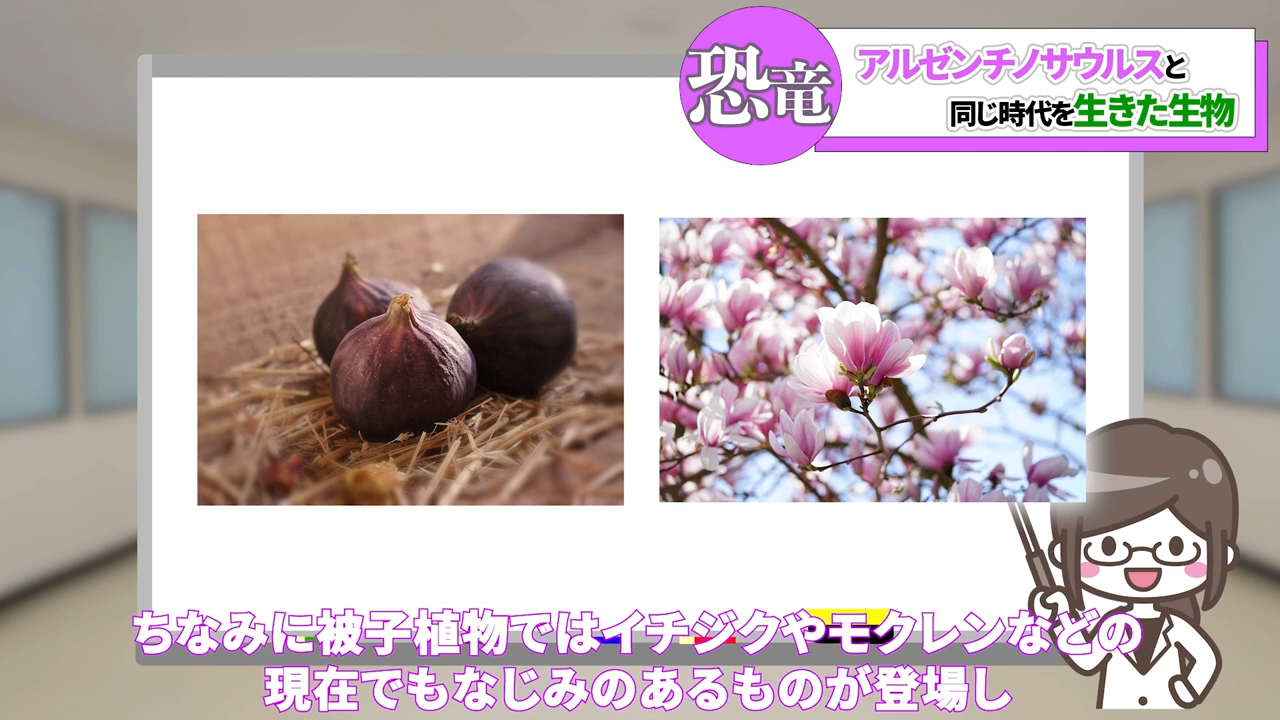 恐竜
アルゼンチノサウルスと
同じ時代を生きた生物
ちなみに被子植物ではイチジクやモクレンなどの
現在でもなじみのあるものが登場し